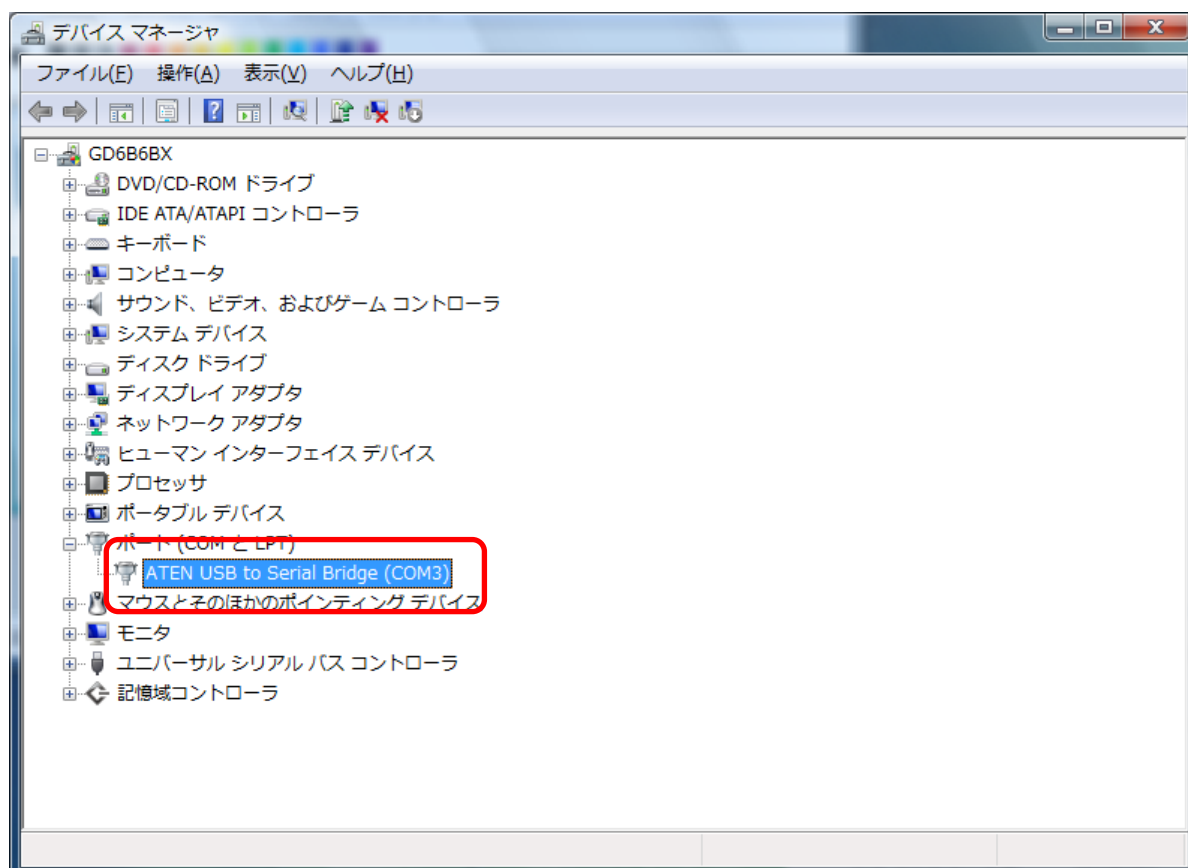 デバイス マネージャ
ファイル(F) 操作(A) 表示(V) ヘルプ(H)
GD6B6BX
DVD/CD-ROM ドライブ
IDE ATA/ATAPI コントローラ
キーボード
コンピュータ
サウンド、ビデオ、およびゲーム コントローラ
システム デバイス
ディスク ドライブ
ディスプレイ アダプタ
ネットワーク アダプタ
ヒューマン インターフェイス デバイス
プロセッサ
ポータブル デバイス
ポート (COM と LPT)
ATEN USB to Serial Bridge (COM3)
マウスとそのほかのポインティング デバイス
モニタ
ユニバーサル シリアル バス コントローラ
記憶域コントローラ